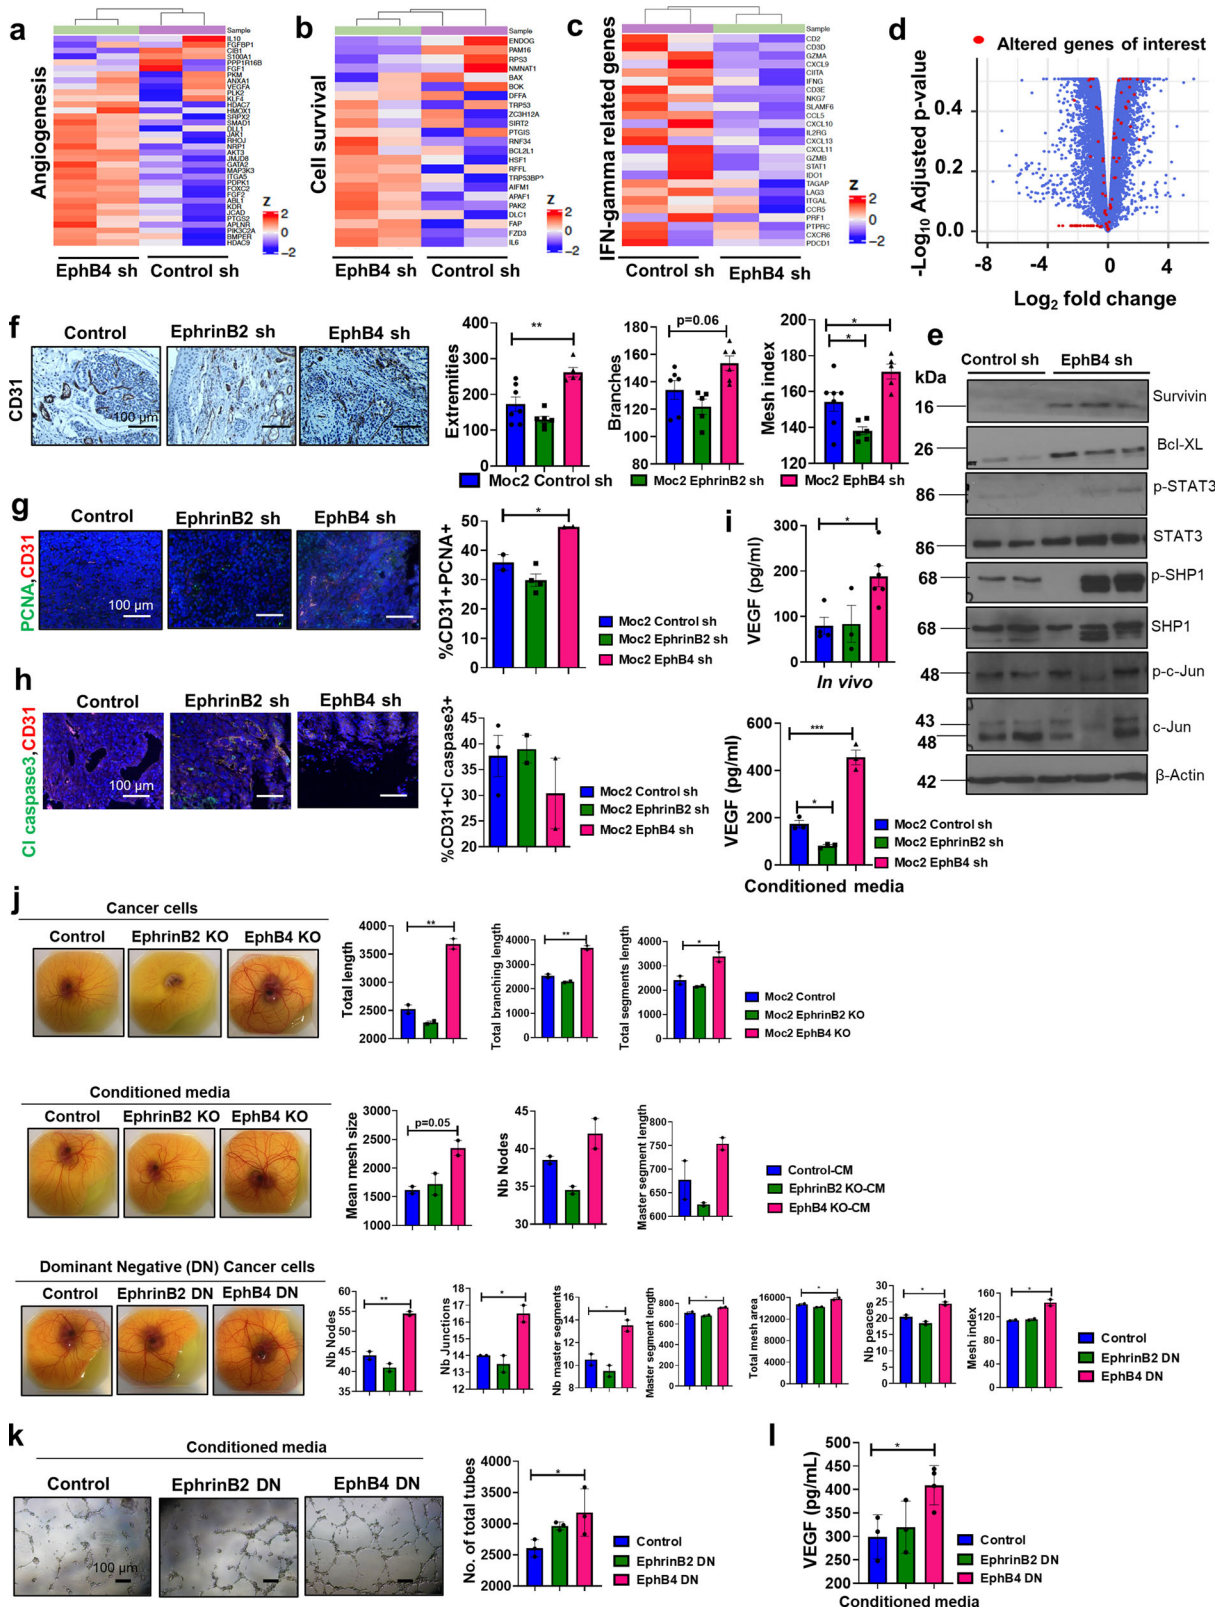 a
Angiogenesis
Sample
IL10
FGFBP1
CIB1
S100A1
PPP1R16B
FGF1
PKM
ANXA1
VEGFA
PLK2
KLF4
HDAC7
HMOX1
SRPX2
SMAD1
DLL1
JAK1
RHOJ
NRP1
AKT3
JMJD8
GATA2
MAP3K3
ITGA5
PDPK1
FOXC2
FGF2
ABL1
KDR
JCAD
PTGS2
APLNR
PIK3C2A
BMPER
HDAC9
Z
2
0
−2
EphB4 sh
Control sh
b
Cell survival
Sample
ENDOG
PAM16
RPS3
NMNAT1
BAX
BOK
DFFA
TRP53
ZC3H12A
SIRT2
PTGIS
RNF34
BCL2L1
HSF1
RFFL
TRP53BP2
AIFM1
APAF1
PAK2
DLC1
FAP
FZD3
IL6
Z
2
0
−2
EphB4 sh
Control sh
c
IFN-gamma related genes
Sample
CD2
CD3D
GZMA
CXCL9
CIITA
IFNG
CD3E
NKG7
SLAMF6
CCL5
CXCL10
IL2RG
CXCL13
CXCL11
GZMB
STAT1
IDO1
TAGAP
LAG3
ITGAL
CCR5
PRF1
PTPRC
CXCR6
PDCD1
Z
2
0
−2
Control sh
EphB4 sh
d
Altered genes of interest
-Log10 Adjusted p-value
0.4
0.2
0.0
-8
-4
0
4
Log2 fold change
e
Control sh
EphB4 sh
kDa
16
Survivin
26
Bcl-XL
86
p-STAT3
86
STAT3
68
p-SHP1
68
SHP1
48
p-c-Jun
43
48
c-Jun
42
β-Actin
f
Control
EphrinB2 sh
EphB4 sh
CD31
100 µm
Extremities
400
300
200
100
0
**
Branches
140
120
100
80
p=0.06
Mesh index
200
180
160
140
120
*
*
Moc2 Control sh
Moc2 EphrinB2 sh
Moc2 EphB4 sh
g
Control
EphrinB2 sh
EphB4 sh
PCNA,CD31
100 µm
%CD31+PCNA+
50
40
30
20
10
0
*
Moc2 Control sh
Moc2 EphrinB2 sh
Moc2 EphB4 sh
h
Control
EphrinB2 sh
EphB4 sh
Cl caspase3,CD31
100 µm
%CD31+Cl caspase3+
45
40
35
30
25
20
Moc2 Control sh
Moc2 EphrinB2 sh
Moc2 EphB4 sh
i
VEGF (pg/ml)
300
200
100
0
*
In vivo
VEGF (pg/ml)
600
400
200
0
***
*
Conditioned media
Moc2 Control sh
Moc2 EphrinB2 sh
Moc2 EphB4 sh
j
Cancer cells
Control
EphrinB2 KO
EphB4 KO
Total length
4000
3500
3000
2500
2000
**
Total branching length
5000
4000
3000
2000
1000
0
**
Total segments length
4000
3000
2000
1000
0
*
Moc2 Control
Moc2 EphrinB2 KO
Moc2 EphB4 KO
Conditioned media
Control
EphrinB2 KO
EphB4 KO
Mean mesh size
3000
2500
2000
1500
1000
p=0.05
Nb Nodes
45
40
35
30
Master segment length
800
750
700
650
600
Control-CM
EphrinB2 KO-CM
EphB4 KO-CM
Dominant Negative (DN) Cancer cells
Control
EphrinB2 DN
EphB4 DN
Nb Nodes
60
55
50
45
40
35
**
Nb Junctions
18
16
14
12
*
Nb master segments
16
14
12
10
8
*
Master segment length
800
600
400
200
0
*
Total mesh area
16000
12000
8000
4000
0
*
Nb peaces
30
25
20
15
10
5
0
*
Mesh index
160
120
80
40
0
*
Control
EphrinB2 DN
EphB4 DN
k
Conditioned media
Control
EphrinB2 DN
EphB4 DN
100 µm
No. of total tubes
4000
3500
3000
2500
2000
*
Control
EphrinB2 DN
EphB4 DN
l
VEGF (pg/mL)
500
450
400
350
300
250
200
*
Conditioned media
Control
EphrinB2 DN
EphB4 DN